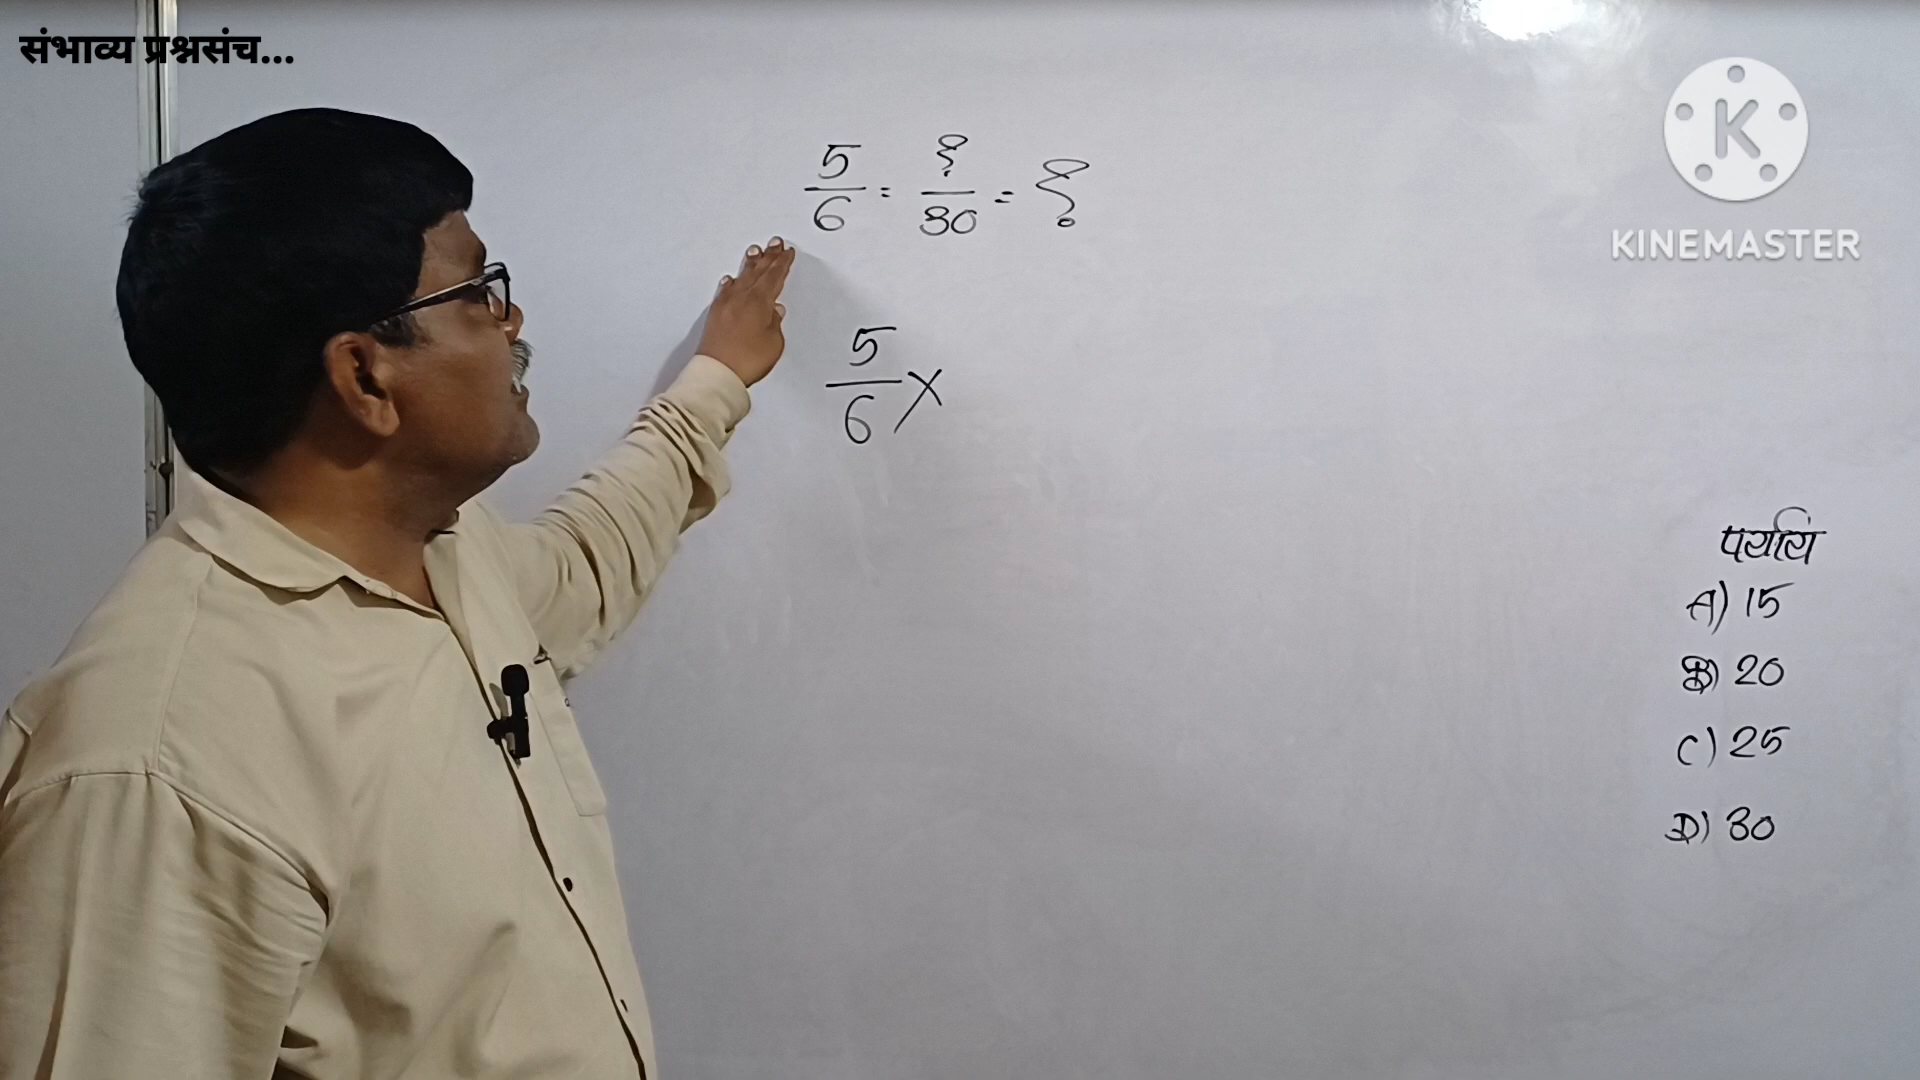 संभाव्य प्रश्नसंच...
K
KINEMASTER
5/6 = ?/30 = ?
5/6 ×
पर्याय
A) 15
B) 20
C) 25
D) 30